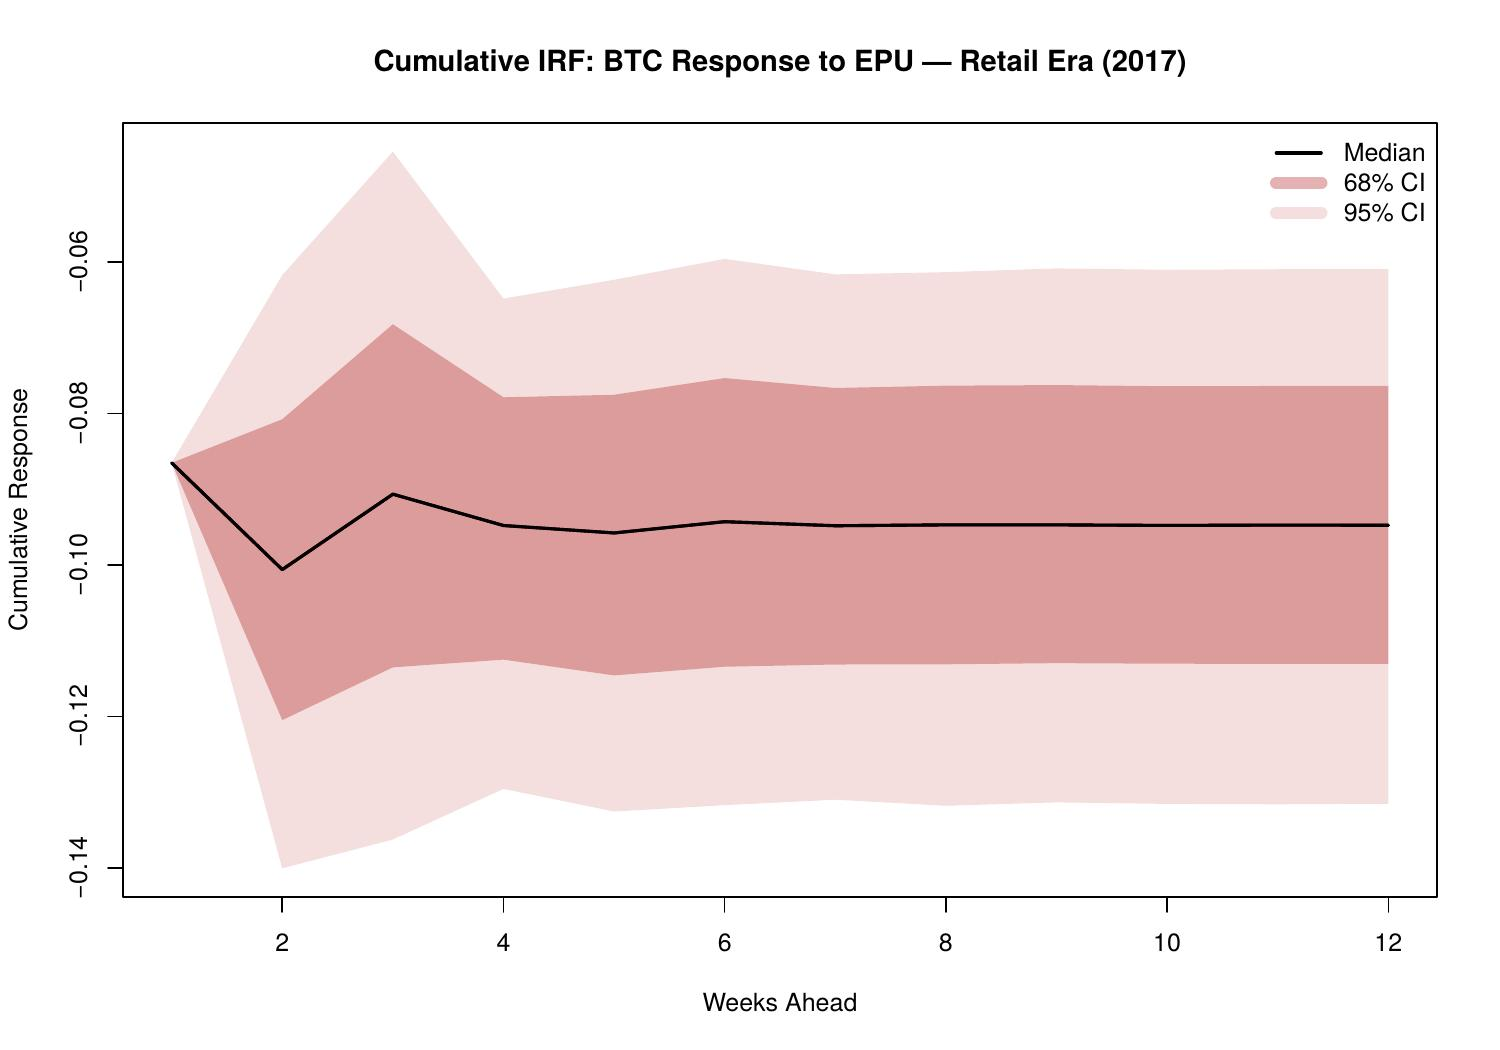 Cumulative IRF: BTC Response to EPU — Retail Era (2017)
Median
68% CI
95% CI
Cumulative Response
−0.06
−0.08
−0.10
−0.12
−0.14
2 4 6 8 10 12
Weeks Ahead